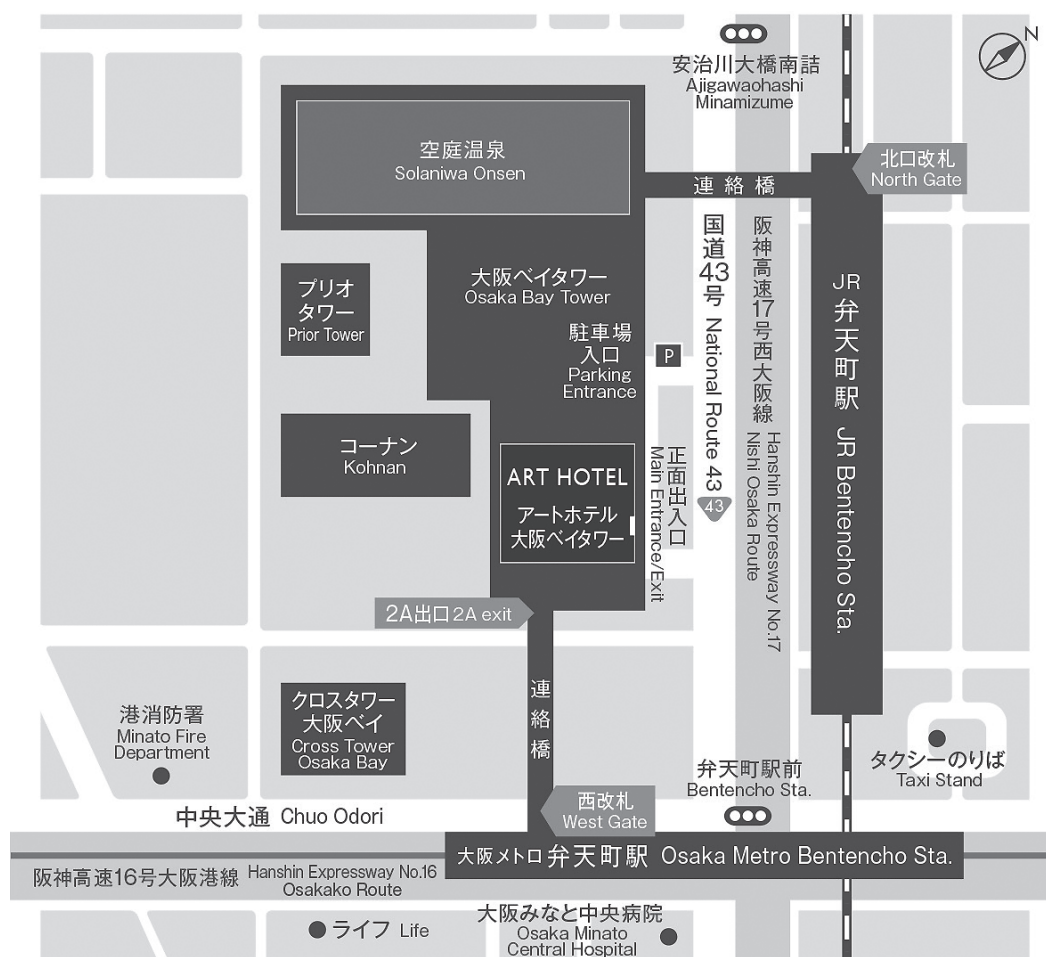 N
安治川大橋南詰
Ajigawaohashi
Minamizume
空庭温泉
Solaniwa Onsen
連絡橋
北口改札
North Gate
大阪ベイタワー
Osaka Bay Tower
プリオ
タワー
Prior Tower
駐車場
入口
Parking
Entrance
P
国道43号 National Route 43
43
阪神高速17号西大阪線
Hanshin Expressway No.17
Nishi Osaka Route
JR弁天町駅 JR Bentencho Sta.
コーナン
Kohnan
ART HOTEL
アートホテル
大阪ベイタワー
正面出入口
Main Entrance/Exit
2A出口 2A exit
連絡橋
クロスタワー
大阪ベイ
Cross Tower
Osaka Bay
港消防署
Minato Fire
Department
弁天町駅前
Bentencho Sta.
タクシーのりば
Taxi Stand
西改札
West Gate
中央大通 Chuo Odori
大阪メトロ弁天町駅 Osaka Metro Bentencho Sta.
阪神高速16号大阪港線 Hanshin Expressway No.16
Osakako Route
ライフ Life
大阪みなと中央病院
Osaka Minato
Central Hospital